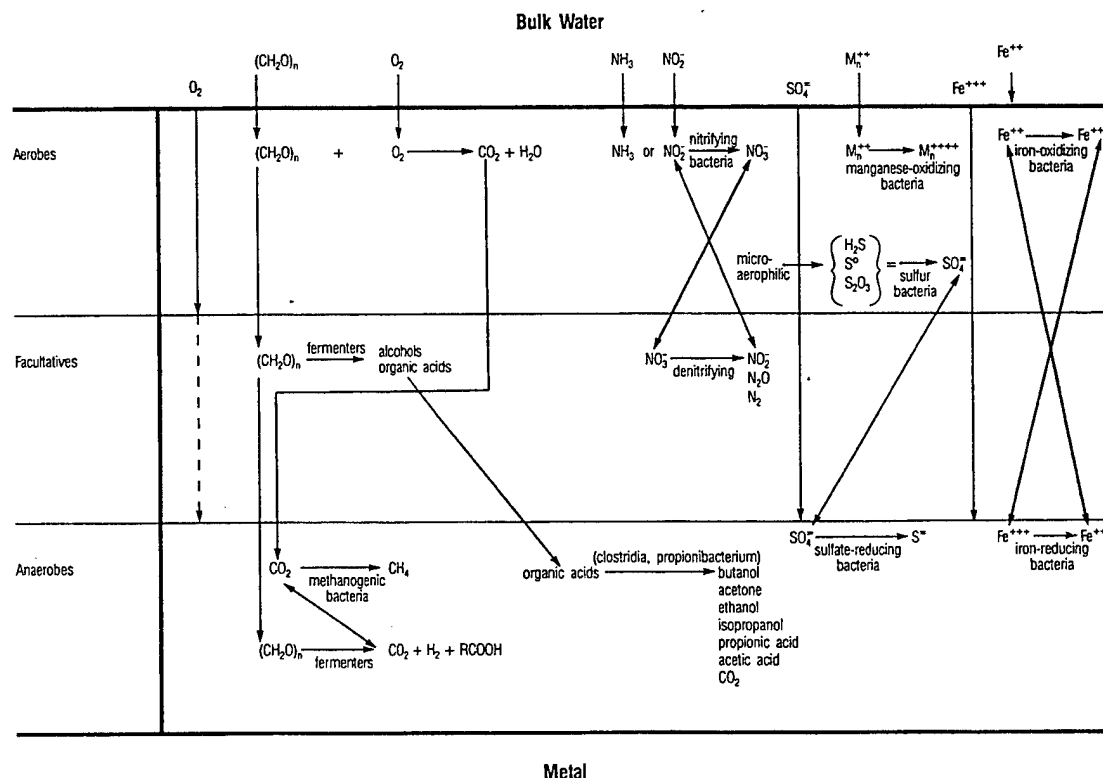 Bulk Water
(CH₂O)ₙ O₂ NH₃ NO₂⁻ Mₙ⁺⁺ Fe⁺⁺
O₂ SO₄⁼ Fe⁺⁺⁺
Aerobes (CH₂O)ₙ + O₂ CO₂ + H₂O NH₃ or NO₂⁻ nitrifying bacteria NO₃⁻ Mₙ⁺⁺ Mₙ⁺⁺⁺⁺ Fe⁺⁺ Fe⁺⁺
manganese-oxidizing
bacteria
iron-oxidizing
bacteria
micro-
aerophilic
H₂S
S°
S₂O₃
= SO₄⁼
sulfur
bacteria
Facultatives (CH₂O)ₙ fermenters alcohols
organic acids
NO₃⁻ denitrifying NO₂⁻
N₂O
N₂
SO₄⁼ S⁼ Fe⁺⁺⁺ Fe⁺⁺
sulfate-reducing
bacteria
iron-reducing
bacteria
Anaerobes CO₂ CH₄
methanogenic
bacteria
organic acids (clostridia, propionibacterium)
butanol
acetone
ethanol
isopropanol
propionic acid
acetic acid
CO₂
(CH₂O)ₙ fermenters CO₂ + H₂ + RCOOH
Metal